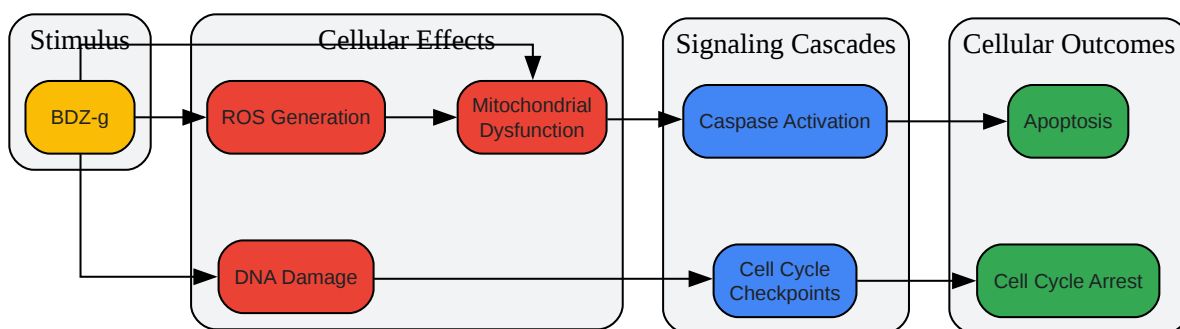 Stimulus
Cellular Effects
Signaling Cascades
Cellular Outcomes
BDZ-g
ROS Generation
Mitochondrial
Dysfunction
Caspase Activation
Apoptosis
DNA Damage
Cell Cycle
Checkpoints
Cell Cycle Arrest